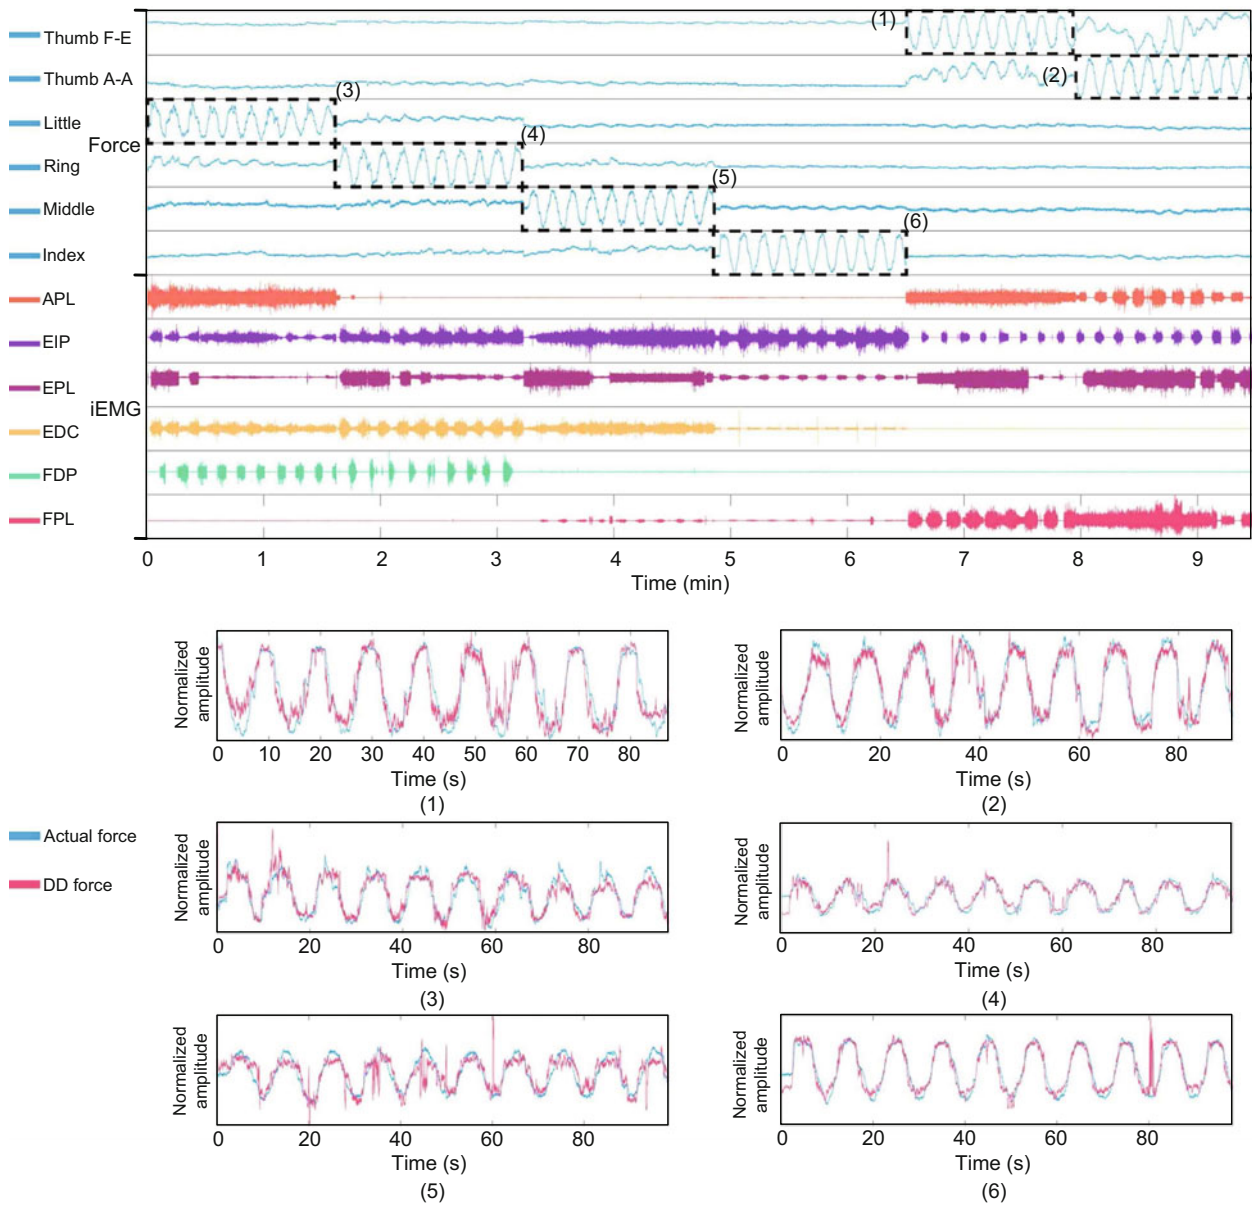 Thumb F-E
(1)
Thumb A-A
(2)
(3)
Little
Force
(4)
Ring
(5)
Middle
(6)
Index
APL
EIP
EPL
iEMG
EDC
FDP
FPL
0 1 2 3 4 5 6 7 8 9
Time (min)
Normalized
amplitude
0 10 20 30 40 50 60 70 80
Time (s)
(1)
Normalized
amplitude
0 20 40 60 80
Time (s)
(2)
Actual force
DD force
Normalized
amplitude
0 20 40 60 80
Time (s)
(3)
Normalized
amplitude
0 20 40 60 80
Time (s)
(4)
Normalized
amplitude
0 20 40 60 80
Time (s)
(5)
Normalized
amplitude
0 20 40 60 80
Time (s)
(6)